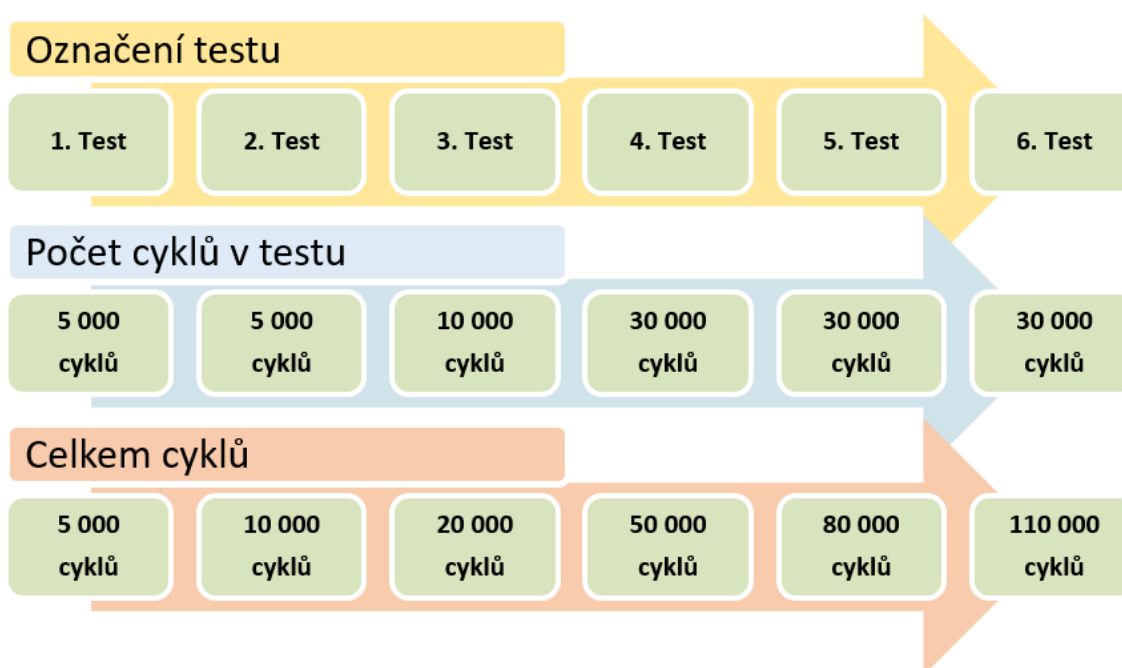 Označení testu
1. Test
2. Test
3. Test
4. Test
5. Test
6. Test
Počet cyklů v testu
5 000
cyklů
5 000
cyklů
10 000
cyklů
30 000
cyklů
30 000
cyklů
30 000
cyklů
Celkem cyklů
5 000
cyklů
10 000
cyklů
20 000
cyklů
50 000
cyklů
80 000
cyklů
110 000
cyklů